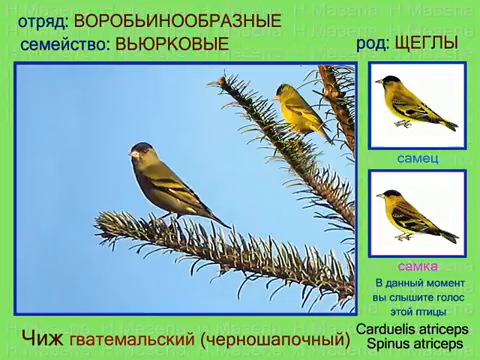 отряд: ВОРОБЬИНООБРАЗНЫЕ
семейство: ВЬЮРКОВЫЕ
род: ЩЕГЛЫ
самец
самка
В данный момент
вы слышите голос
этой птицы
Чиж гватемальский (черношапочный)
Carduelis atriceps
Spinus atriceps